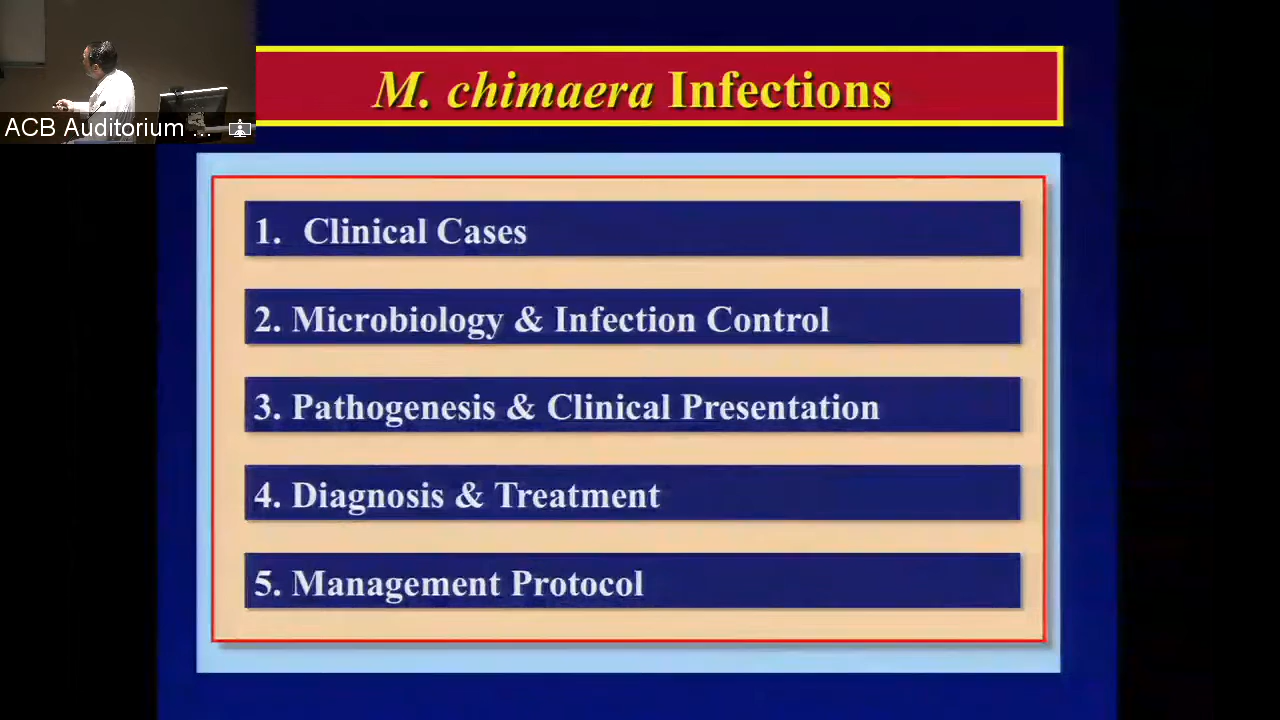 M. chimaera Infections
ACB Auditorium ...
1. Clinical Cases
2. Microbiology & Infection Control
3. Pathogenesis & Clinical Presentation
4. Diagnosis & Treatment
5. Management Protocol